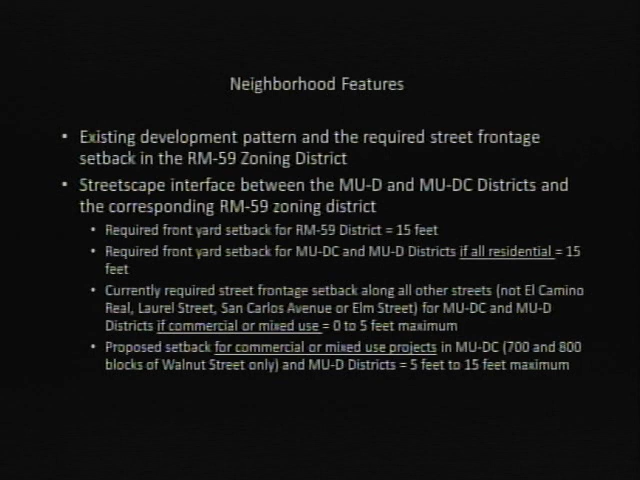 Neighborhood Features
• Existing development pattern and the required street frontage
setback in the RM-59 Zoning District
• Streetscape interface between the MU-D and MU-DC Districts and
the corresponding RM-59 zoning district
• Required front yard setback for RM-59 District = 15 feet
• Required front yard setback for MU-DC and MU-D Districts if all residential = 15
feet
• Currently required street frontage setback along all other streets (not El Camino
Real, Laurel Street, San Carlos Avenue or Elm Street) for MU-DC and MU-D
Districts if commercial or mixed use = 0 to 5 feet maximum
• Proposed setback for commercial or mixed use projects in MU-DC (700 and 800
blocks of Walnut Street only) and MU-D Districts = 5 feet to 15 feet maximum